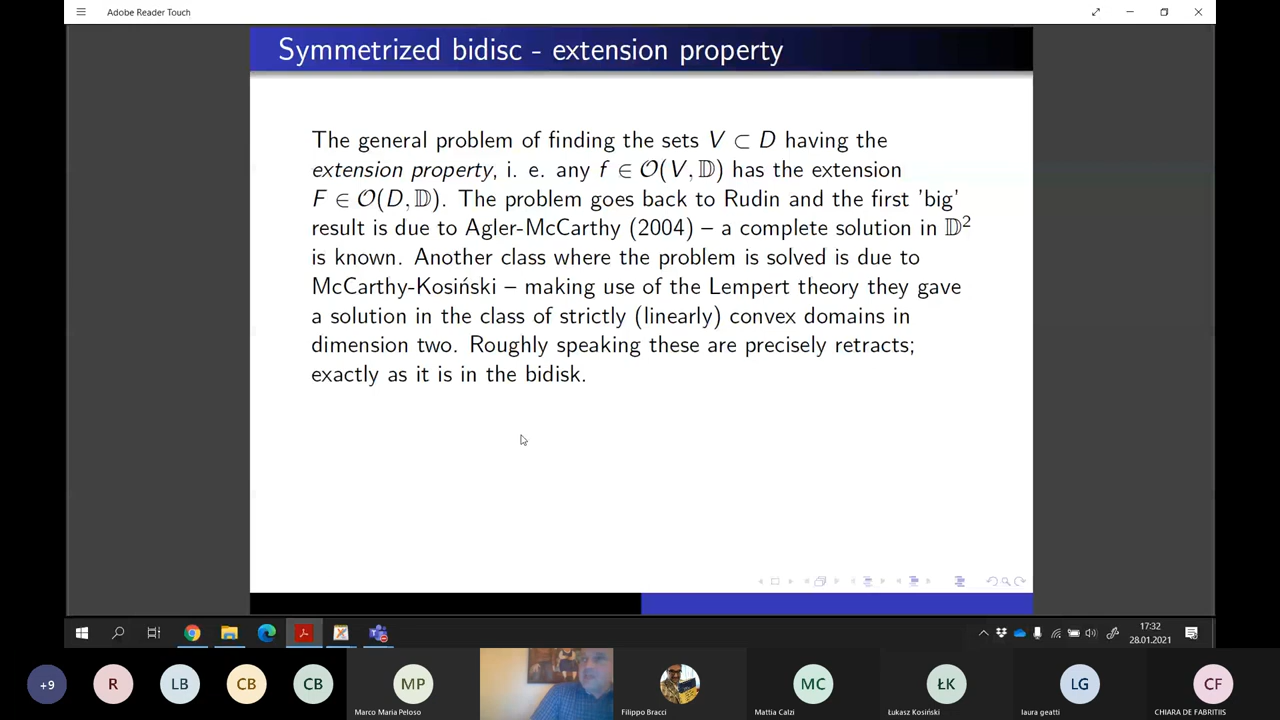 Adobe Reader Touch
Symmetrized bidisc - extension property
The general problem of finding the sets V ⊂ D having the
extension property, i. e. any f ∈ 𝒪(V, 𝔻) has the extension
F ∈ 𝒪(D, 𝔻). The problem goes back to Rudin and the first 'big'
result is due to Agler-McCarthy (2004) – a complete solution in 𝔻²
is known. Another class where the problem is solved is due to
McCarthy-Kosiński – making use of the Lempert theory they gave
a solution in the class of strictly (linearly) convex domains in
dimension two. Roughly speaking these are precisely retracts;
exactly as it is in the bidisk.
17:32
28.01.2021
+9
R
LB
CB
CB
MP
MC
ŁK
LG
CF
Marco Maria Peloso
Filippo Bracci
Mattia Calzi
Łukasz Kosiński
laura geatti
CHIARA DE FABRITIIS